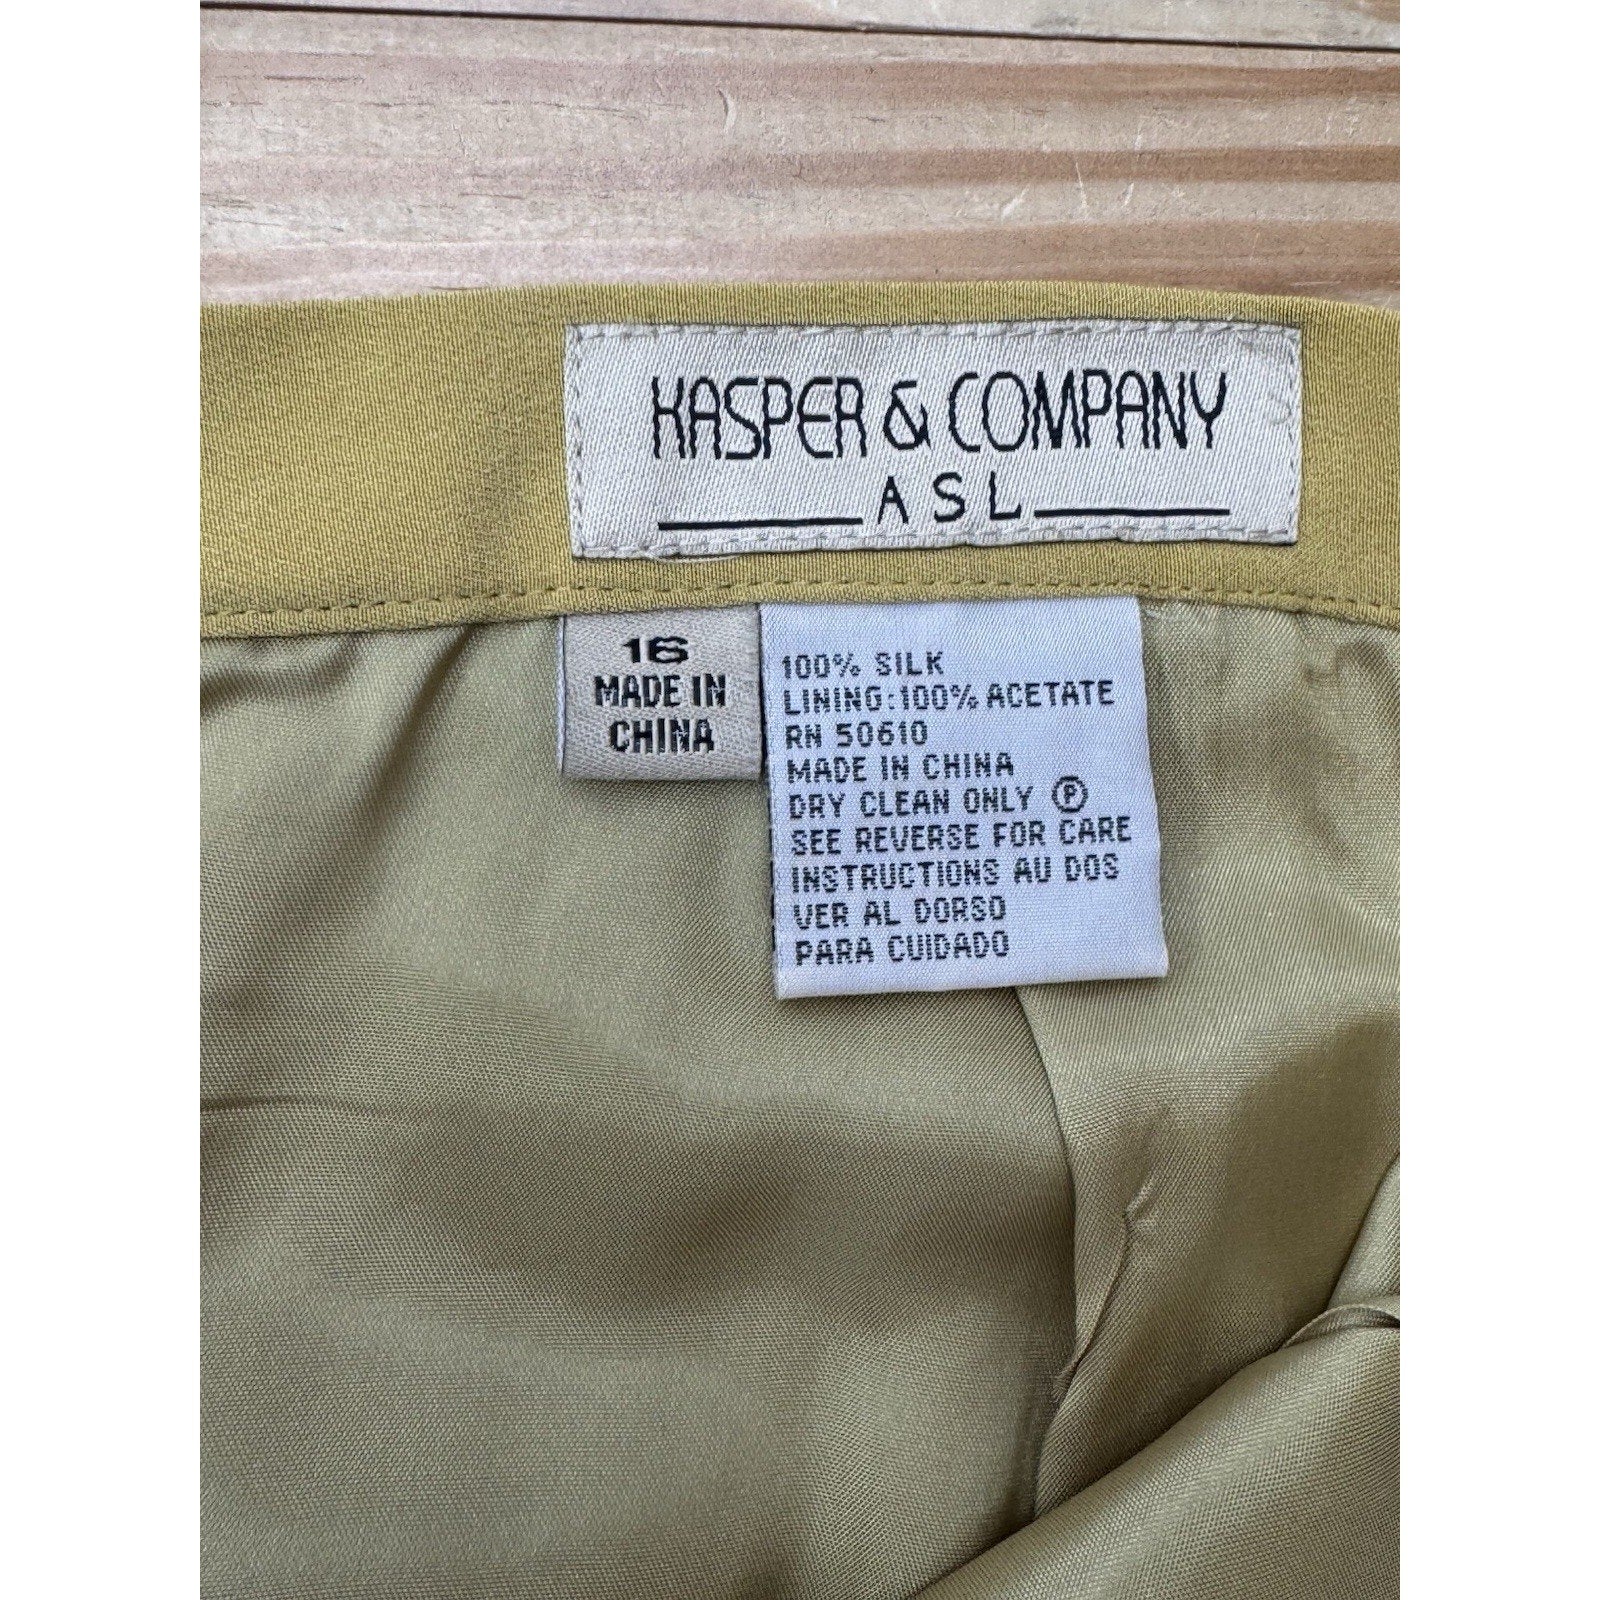 KASPER & COMPANY
A S L
16
MADE IN
CHINA
100% SILK
LINING:100% ACETATE
RN 50610
MADE IN CHINA
DRY CLEAN ONLY Ⓟ
SEE REVERSE FOR CARE
INSTRUCTIONS AU DOS
VER AL DORSO
PARA CUIDADO